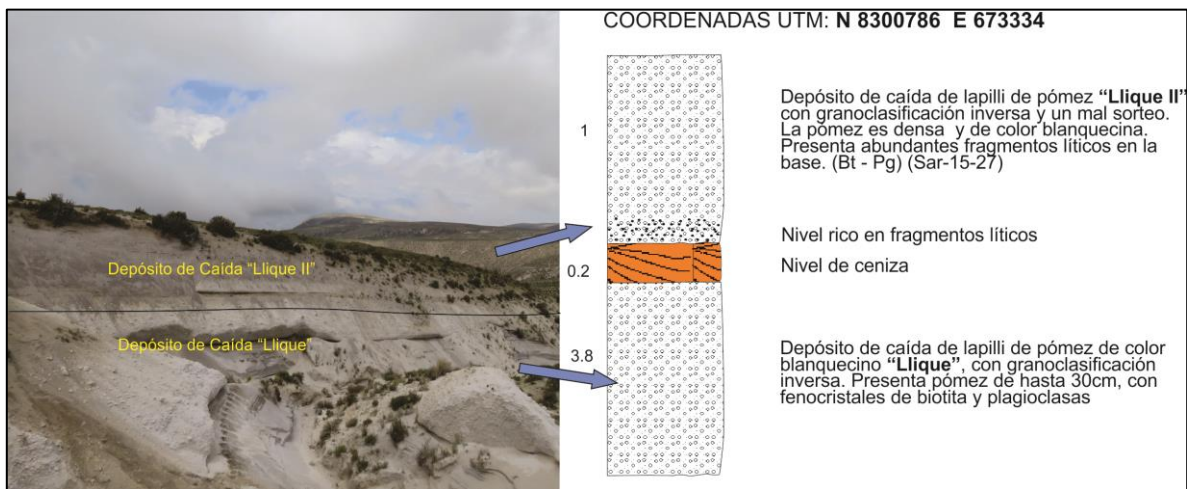 COORDENADAS UTM: N 8300786 E 673334
Depósito de Caída “Llique II”
Depósito de Caída “Llique”
1
0.2
3.8
Depósito de caída de lapilli de pómez “Llique II”
con granoclasificación inversa y un mal sorteo.
La pómez es densa y de color blanquecina.
Presenta abundantes fragmentos líticos en la
base. (Bt - Pg) (Sar-15-27)
Nivel rico en fragmentos líticos
Nivel de ceniza
Depósito de caída de lapilli de pómez de color
blanquecino “Llique”, con granoclasificación
inversa. Presenta pómez de hasta 30cm, con
fenocristales de biotita y plagioclasas